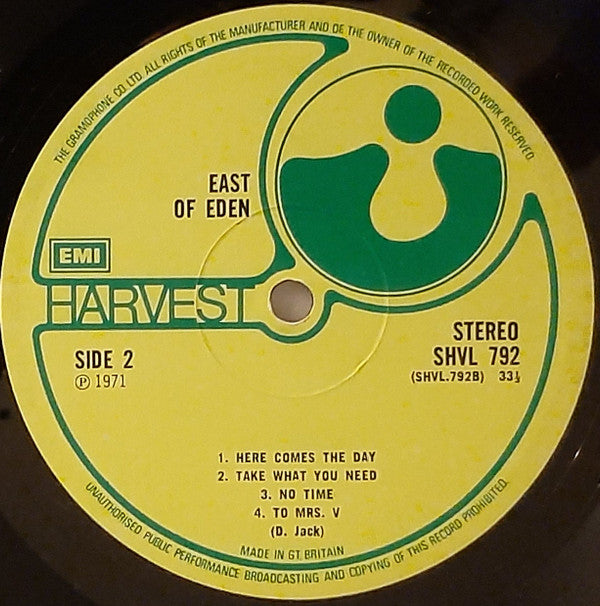 THE GRAMOPHONE CO. LTD. ALL RIGHTS OF THE MANUFACTURER AND OF THE OWNER OF THE RECORDED WORK RESERVED.
EAST
OF EDEN
EMI
HARVEST
SIDE 2
Ⓟ 1971
STEREO
SHVL 792
(SHVL.792B) 33⅓
1. HERE COMES THE DAY
2. TAKE WHAT YOU NEED
3. NO TIME
4. TO MRS. V
(D. Jack)
MADE IN GT. BRITAIN
UNAUTHORISED PUBLIC PERFORMANCE BROADCASTING AND COPYING OF THIS RECORD PROHIBITED.